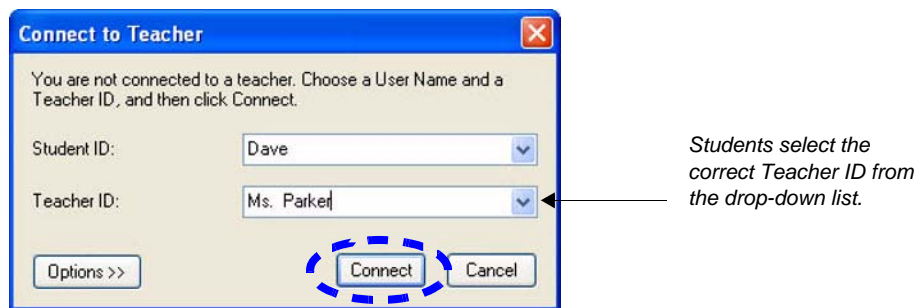 Connect to Teacher
You are not connected to a teacher. Choose a User Name and a
Teacher ID, and then click Connect.
Student ID:
Dave
Teacher ID:
Ms. Parker
Students select the
correct Teacher ID from
the drop-down list.
Options >>
Connect
Cancel